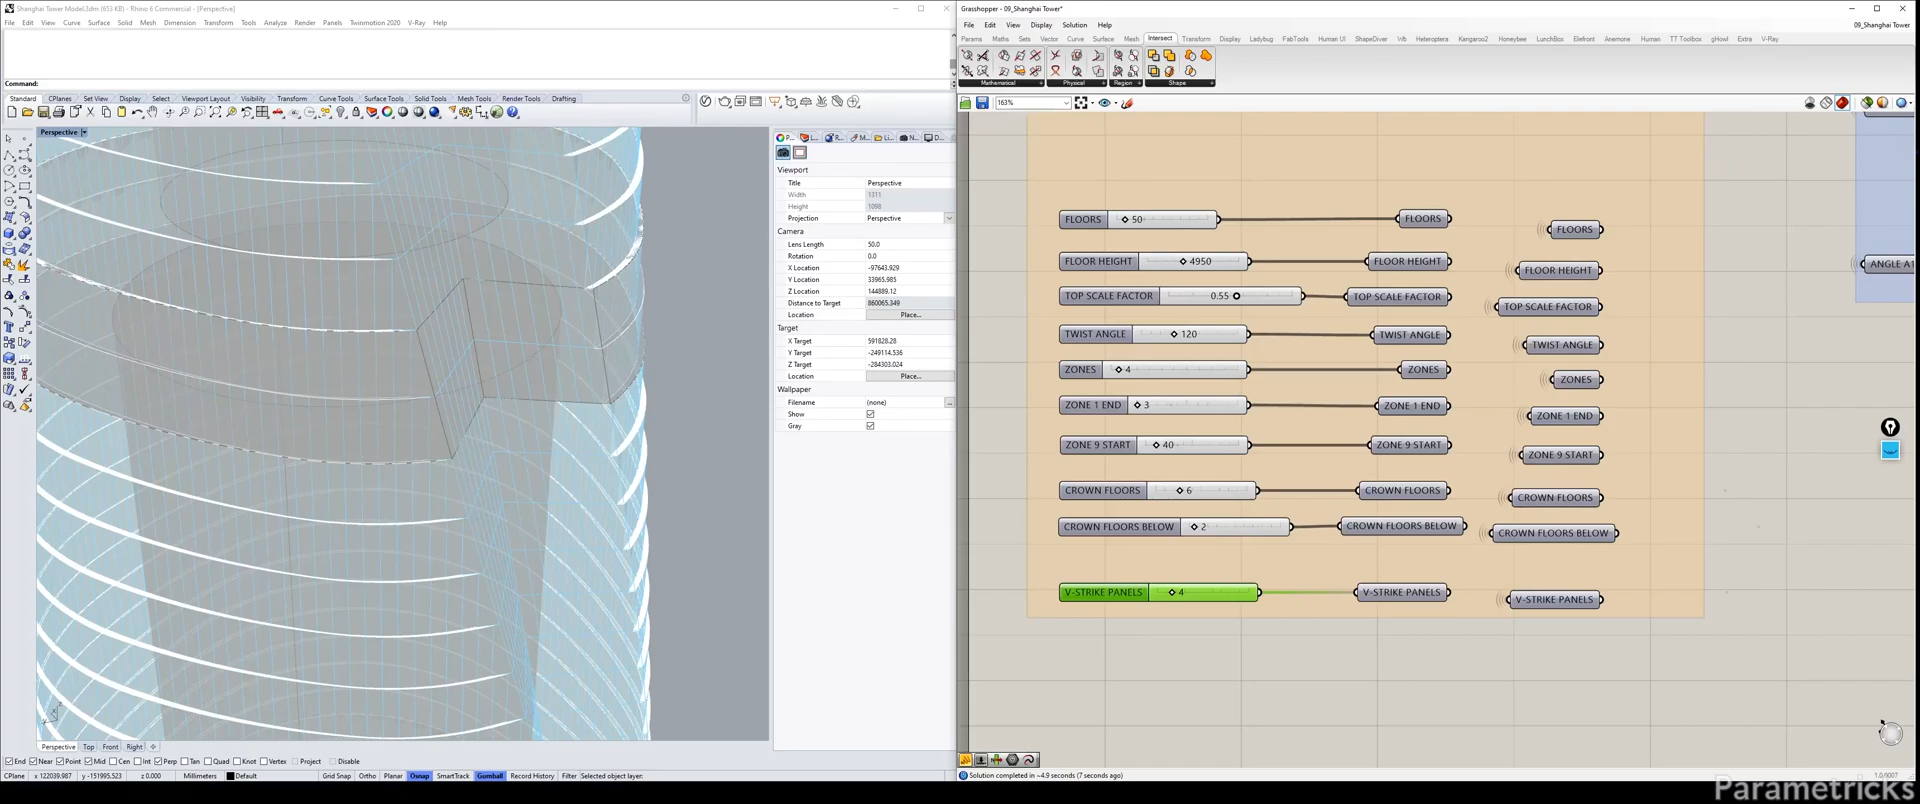 Shanghai Tower Model.3dm (653 KB) - Rhino 6 Commercial - [Perspective]
File Edit View Curve Surface Solid Mesh Dimension Transform Tools Analyze Render Panels Twinmotion 2020 V-Ray Help
Command:
Standard CPlanes Set View Display Select Viewport Layout Visibility Transform Curve Tools Surface Tools Solid Tools Mesh Tools Render Tools Drafting
Perspective
P... L... R... M... Li... N... D...
Viewport
Title Perspective
Width 1311
Height 1098
Projection Perspective
Camera
Lens Length 50.0
Rotation 0.0
X Location -97643.929
Y Location 33965.985
Z Location 144889.12
Distance to Target 860065.349
Location Place...
Target
X Target 591828.28
Y Target -249114.536
Z Target -284303.024
Location Place...
Wallpaper
Filename (none) ...
Show
Gray
Perspective Top Front Right
End Near Point Mid Cen Int Perp Tan Quad Knot Vertex Project Disable
CPlane x 122039.987 y -151995.523 z 0.000 Millimeters Default Grid Snap Ortho Planar Osnap SmartTrack Gumball Record History Filter Selected object layer:
Grasshopper - 09_Shanghai Tower*
File Edit View Display Solution Help
09_Shanghai Tower
Params Maths Sets Vector Curve Surface Mesh Intersect Transform Display Ladybug FabTools Human UI ShapeDiver Wb Heteroptera Kangaroo2 Honeybee LunchBox Elefront Anemone Human TT Toolbox gHowl Extra V-Ray
Mathematical Physical Region Shape
163%
FLOORS 50 FLOORS FLOORS
FLOOR HEIGHT 4950 FLOOR HEIGHT FLOOR HEIGHT
TOP SCALE FACTOR 0.55 TOP SCALE FACTOR TOP SCALE FACTOR
TWIST ANGLE 120 TWIST ANGLE TWIST ANGLE
ZONES 4 ZONES ZONES
ZONE 1 END 3 ZONE 1 END ZONE 1 END
ZONE 9 START 40 ZONE 9 START ZONE 9 START
CROWN FLOORS 6 CROWN FLOORS CROWN FLOORS
CROWN FLOORS BELOW 2 CROWN FLOORS BELOW CROWN FLOORS BELOW
V-STRIKE PANELS 4 V-STRIKE PANELS V-STRIKE PANELS
ANGLE A1
Solution completed in ~4.9 seconds (7 seconds ago)
1.0.0007
Parametricks